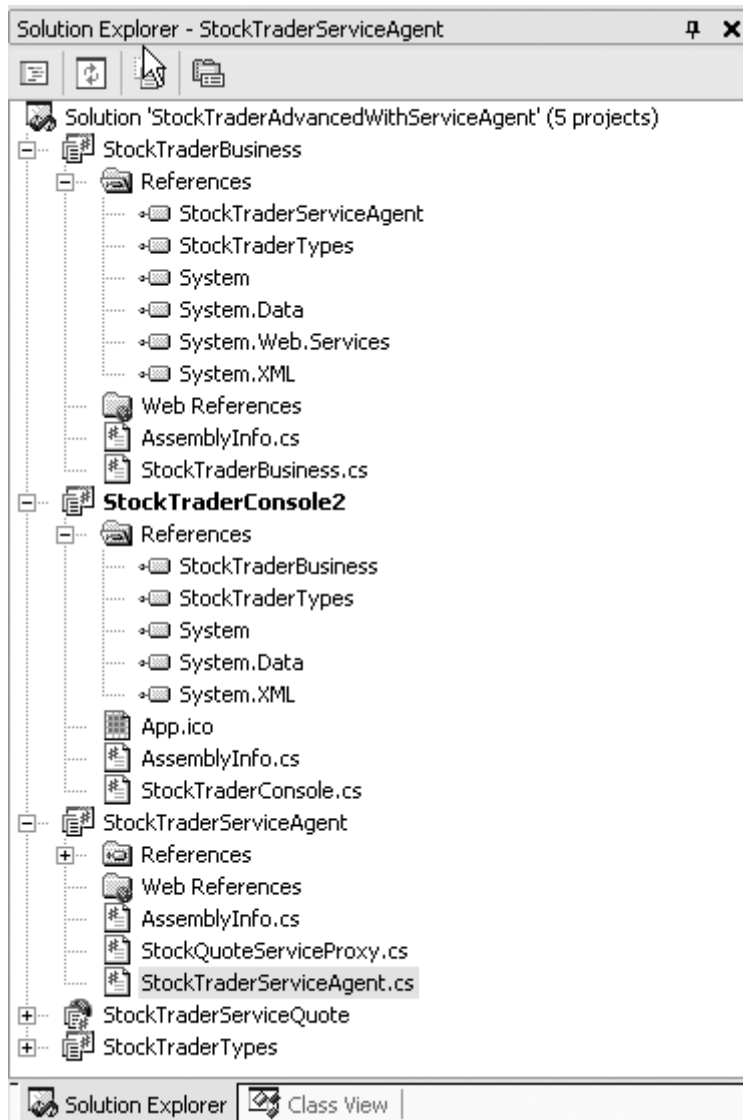 Solution Explorer - StockTraderServiceAgent
Solution 'StockTraderAdvancedWithServiceAgent' (5 projects)
StockTraderBusiness
References
StockTraderServiceAgent
StockTraderTypes
System
System.Data
System.Web.Services
System.XML
Web References
AssemblyInfo.cs
StockTraderBusiness.cs
StockTraderConsole2
References
StockTraderBusiness
StockTraderTypes
System
System.Data
System.XML
App.ico
AssemblyInfo.cs
StockTraderConsole.cs
StockTraderServiceAgent
References
Web References
AssemblyInfo.cs
StockQuoteServiceProxy.cs
StockTraderServiceAgent.cs
StockTraderServiceQuote
StockTraderTypes
Solution Explorer Class View